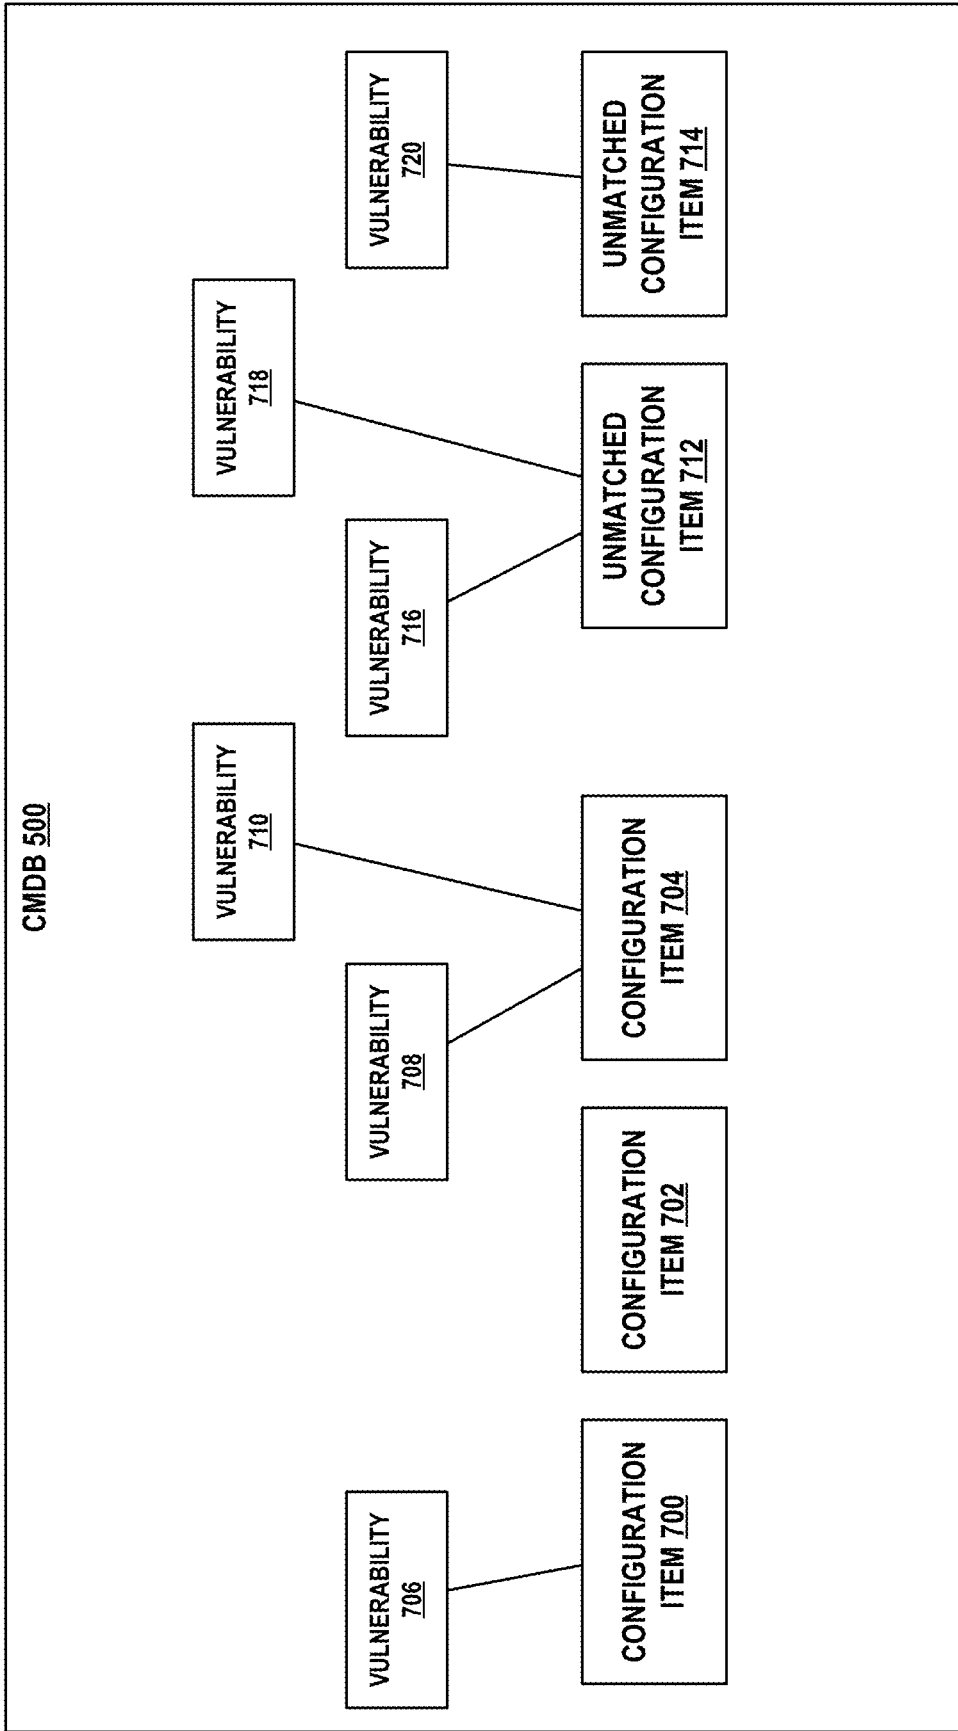 CMDB 500
VULNERABILITY
710
VULNERABILITY
718
VULNERABILITY
706
VULNERABILITY
708
VULNERABILITY
716
VULNERABILITY
720
CONFIGURATION
ITEM 700
CONFIGURATION
ITEM 702
CONFIGURATION
ITEM 704
UNMATCHED
CONFIGURATION
ITEM 712
UNMATCHED
CONFIGURATION
ITEM 714